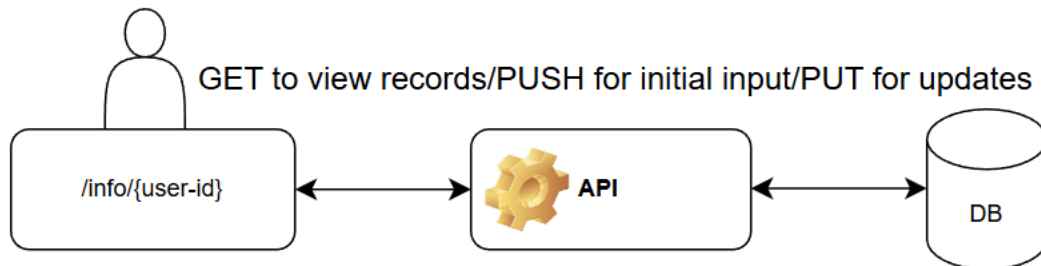 GET to view records/PUSH for initial input/PUT for updates
/info/{user-id}
API
DB